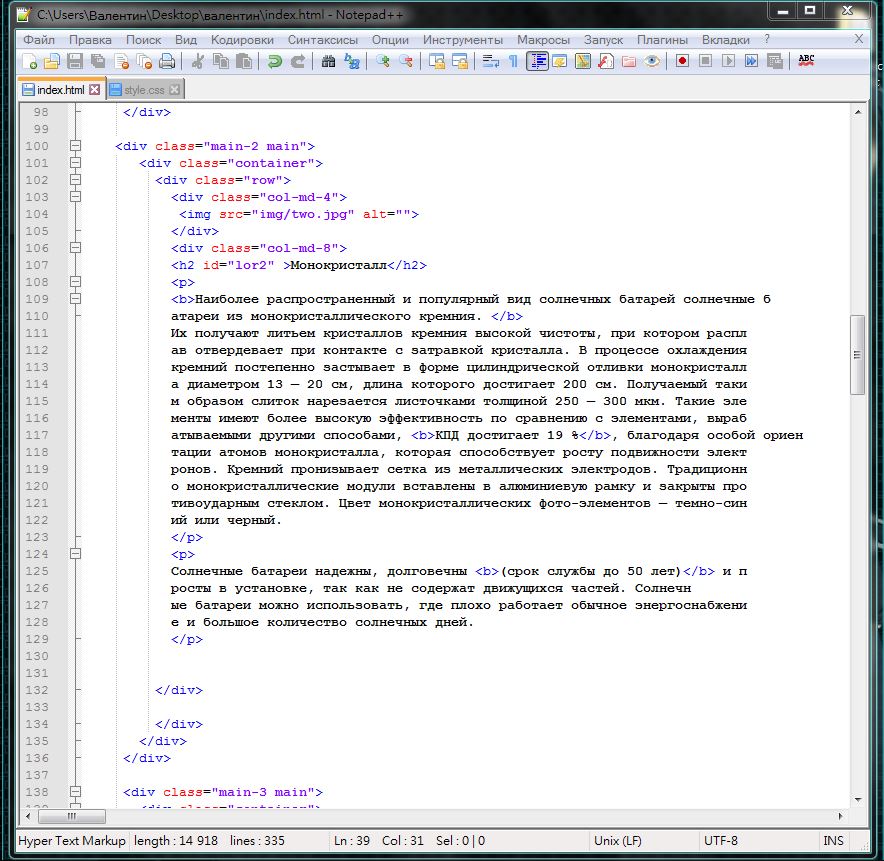 C:\Users\Валентин\Desktop\валентин\index.html - Notepad++
Файл Правка Поиск Вид Кодировки Синтаксисы Опции Инструменты Макросы Запуск Плагины Вкладки ? X
ABC
index.html style.css
98 </div>
99
100 <div class="main-2 main">
101 <div class="container">
102 <div class="row">
103 <div class="col-md-4">
104 <img src="img/two.jpg" alt="">
105 </div>
106 <div class="col-md-8">
107 <h2 id="lor2" >Монокристалл</h2>
108 <p>
109 <b>Наиболее распространенный и популярный вид солнечных батарей солнечные б
110 атареи из монокристаллического кремния. </b>
111 Их получают литьем кристаллов кремния высокой чистоты, при котором распл
112 ав отвердевает при контакте с затравкой кристалла. В процессе охлаждения
113 кремний постепенно застывает в форме цилиндрической отливки монокристалл
114 а диаметром 13 – 20 см, длина которого достигает 200 см. Получаемый таки
115 м образом слиток нарезается листочками толщиной 250 – 300 мкм. Такие эле
116 менты имеют более высокую эффективность по сравнению с элементами, выраб
117 атываемыми другими способами, <b>КПД достигает 19 %</b>, благодаря особой ориен
118 тации атомов монокристалла, которая способствует росту подвижности элект
119 ронов. Кремний пронизывает сетка из металлических электродов. Традиционн
120 о монокристаллические модули вставлены в алюминиевую рамку и закрыты про
121 тивоударным стеклом. Цвет монокристаллических фото-элементов – темно-син
122 ий или черный.
123 </p>
124 <p>
125 Солнечные батареи надежны, долговечны <b>(срок службы до 50 лет)</b> и п
126 росты в установке, так как не содержат движущихся частей. Солнечн
127 ые батареи можно использовать, где плохо работает обычное энергоснабжени
128 е и большое количество солнечных дней.
129 </p>
130
131
132 </div>
133
134 </div>
135 </div>
136 </div>
137
138 <div class="main-3 main">
139 <div class="container">
Hyper Text Markup length : 14 918 lines : 335 Ln : 39 Col : 31 Sel : 0 | 0 Unix (LF) UTF-8 INS